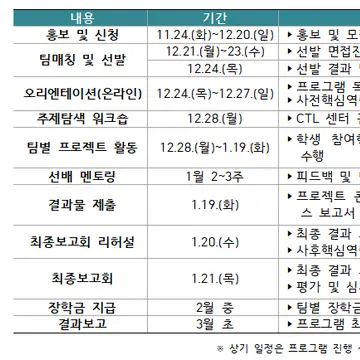 내용 기간
홍보 및 신청 11.24.(화)~12.20.(일) ▸홍보 및
팀매칭 및 선발 12.21.(월)~23.(수) ▸선발
12.24.(목) ▸선발 결과
오리엔테이션(온라인) 12.24.(목)~12.27.(일) ▸프로그램
▸사전핵심역
주제탐색 워크숍 12.28.(월) ▸CTL 센터
팀별 프로젝트 활동 12.28.(월)~1.19.(화) ▸학생 참여
수행
선배 멘토링 1월 2~3주 ▸피드백 및
결과물 제출 1.19.(화) ▸프로젝트
스 보고서
최종보고회 리허설 1.20.(수) ▸최종 결과
▸사후핵심역
최종보고회 1.21.(목) ▸최종 결과
▸평가 및
장학금 지급 2월 중 ▸팀별 장학금
결과보고 3월 초 ▸프로그램
※ 상기 일정은 프로그램 진행